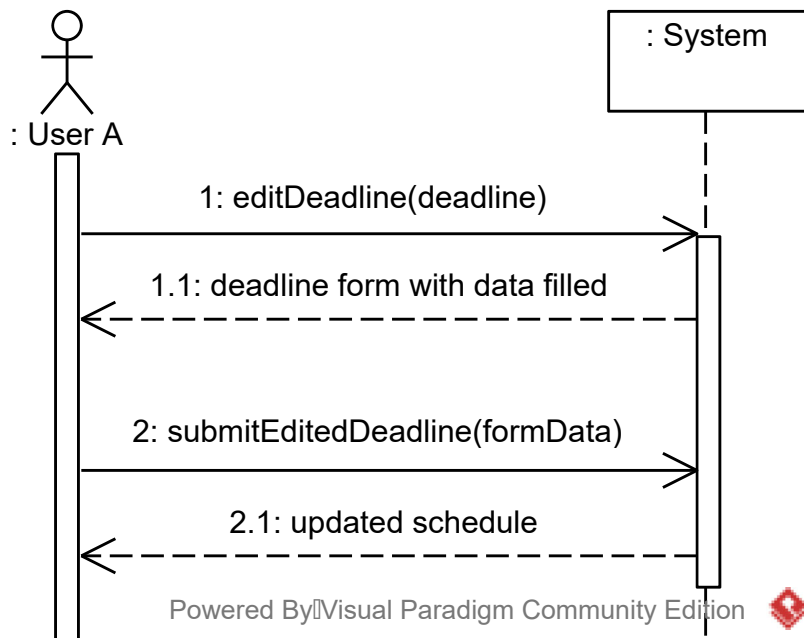 : System
: User A
1: editDeadline(deadline)
1.1: deadline form with data filled
2: submitEditedDeadline(formData)
2.1: updated schedule
Powered By Visual Paradigm Community Edition